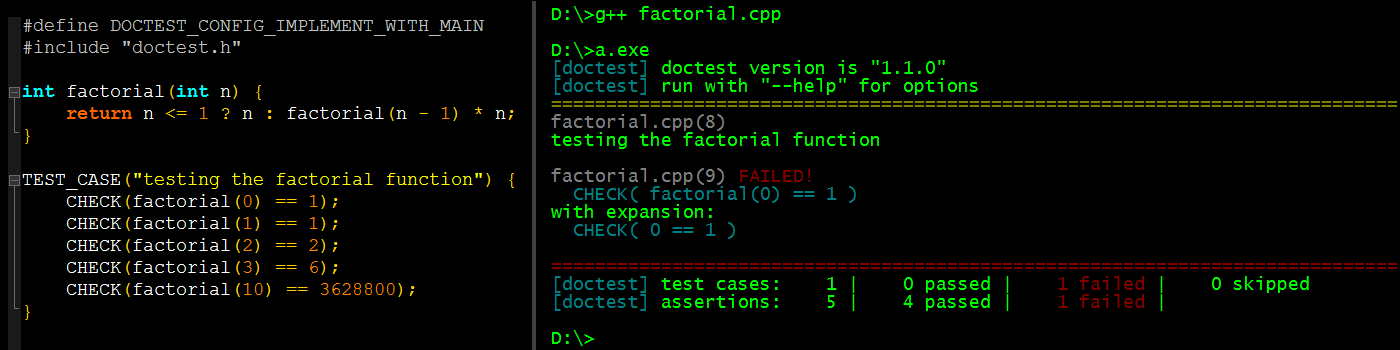 #define DOCTEST_CONFIG_IMPLEMENT_WITH_MAIN
#include "doctest.h"
int factorial(int n) {
    return n <= 1 ? n : factorial(n - 1) * n;
}
TEST_CASE("testing the factorial function") {
    CHECK(factorial(0) == 1);
    CHECK(factorial(1) == 1);
    CHECK(factorial(2) == 2);
    CHECK(factorial(3) == 6);
    CHECK(factorial(10) == 3628800);
}
D:\>g++ factorial.cpp
D:\>a.exe
[doctest] doctest version is "1.1.0"
[doctest] run with "--help" for options
===============================================================================
factorial.cpp(8)
testing the factorial function
factorial.cpp(9) FAILED!
  CHECK( factorial(0) == 1 )
with expansion:
  CHECK( 0 == 1 )
===============================================================================
[doctest] test cases:    1 |    0 passed |    1 failed |    0 skipped
[doctest] assertions:    5 |    4 passed |    1 failed |
D:\>